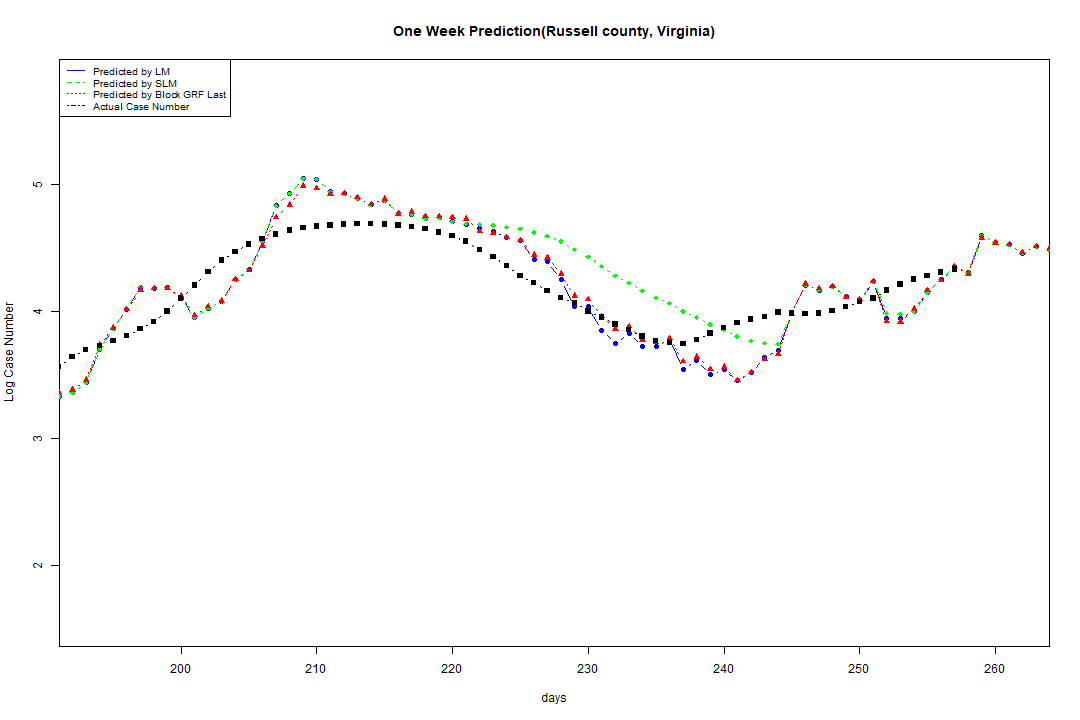 One Week Prediction(Russell county, Virginia)
Predicted by LM
Predicted by SLM
Predicted by Block GRF Last
Actual Case Number
5
4
3
2
Log Case Number
200 210 220 230 240 250 260
days